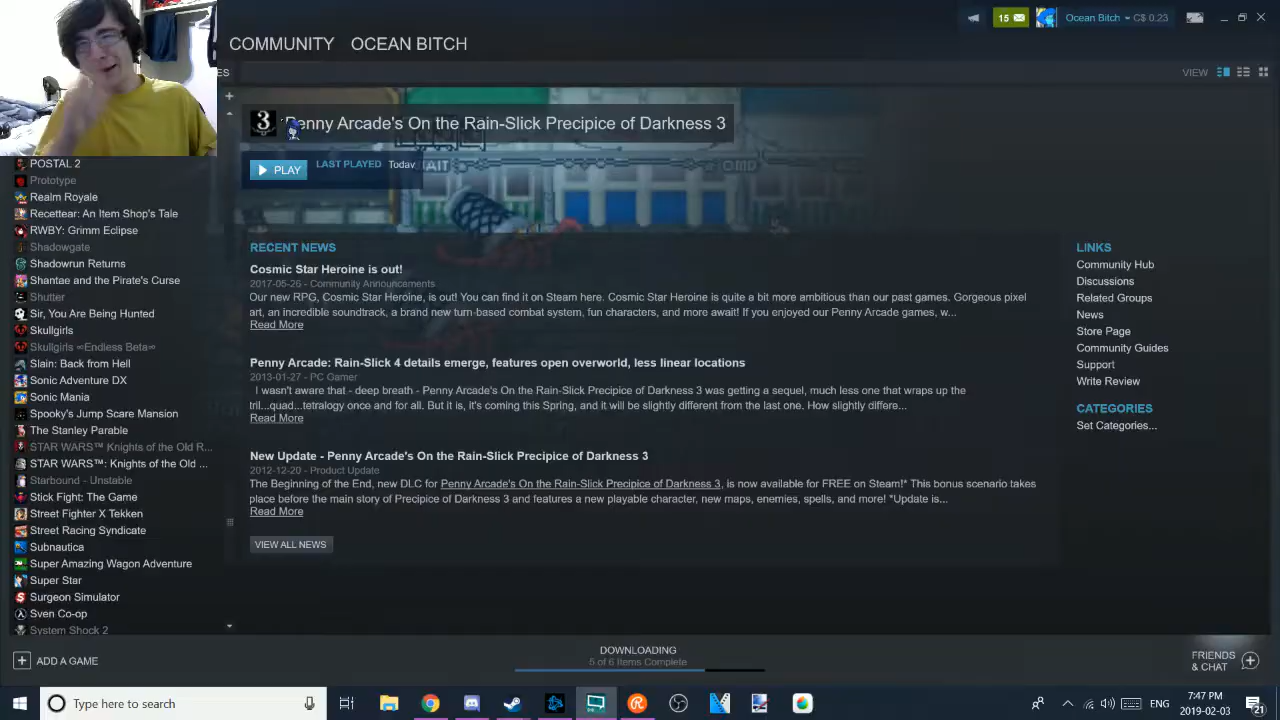 15
Ocean Bitch
C$ 0.23
COMMUNITY OCEAN BITCH
ES
VIEW
3 Penny Arcade's On the Rain-Slick Precipice of Darkness 3
PLAY
LAST PLAYED Today
POSTAL 2
Prototype
Realm Royale
Recettear: An Item Shop's Tale
RWBY: Grimm Eclipse
Shadowgate
Shadowrun Returns
Shantae and the Pirate's Curse
Shutter
Sir, You Are Being Hunted
Skullgirls
Skullgirls ∞Endless Beta∞
Slain: Back from Hell
Sonic Adventure DX
Sonic Mania
Spooky's Jump Scare Mansion
The Stanley Parable
STAR WARS™ Knights of the Old R...
STAR WARS™: Knights of the Old ...
Starbound - Unstable
Stick Fight: The Game
Street Fighter X Tekken
Street Racing Syndicate
Subnautica
Super Amazing Wagon Adventure
Super Star
Surgeon Simulator
Sven Co-op
System Shock 2
RECENT NEWS
Cosmic Star Heroine is out!
2017-05-26 - Community Announcements
Our new RPG, Cosmic Star Heroine, is out! You can find it on Steam here. Cosmic Star Heroine is quite a bit more ambitious than our past games. Gorgeous pixel
art, an incredible soundtrack, a brand new turn-based combat system, fun characters, and more await! If you enjoyed our Penny Arcade games, w...
Read More
Penny Arcade: Rain-Slick 4 details emerge, features open overworld, less linear locations
2013-01-27 - PC Gamer
I wasn't aware that - deep breath - Penny Arcade's On the Rain-Slick Precipice of Darkness 3 was getting a sequel, much less one that wraps up the
tril...quad...tetralogy once and for all. But it is, it's coming this Spring, and it will be slightly different from the last one. How slightly differe...
Read More
New Update - Penny Arcade's On the Rain-Slick Precipice of Darkness 3
2012-12-20 - Product Update
The Beginning of the End, new DLC for Penny Arcade's On the Rain-Slick Precipice of Darkness 3, is now available for FREE on Steam!* This bonus scenario takes
place before the main story of Precipice of Darkness 3 and features a new playable character, new maps, enemies, spells, and more! *Update is...
Read More
VIEW ALL NEWS
LINKS
Community Hub
Discussions
Related Groups
News
Store Page
Community Guides
Support
Write Review
CATEGORIES
Set Categories...
ADD A GAME
DOWNLOADING
5 of 6 Items Complete
FRIENDS
& CHAT
Type here to search
ENG
7:47 PM
2019-02-03
21